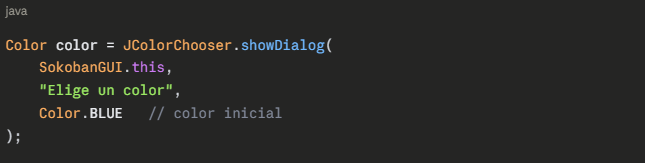 java
Color color = JColorChooser.showDialog(
    SokobanGUI.this,
    "Elige un color",
    Color.BLUE   // color inicial
);